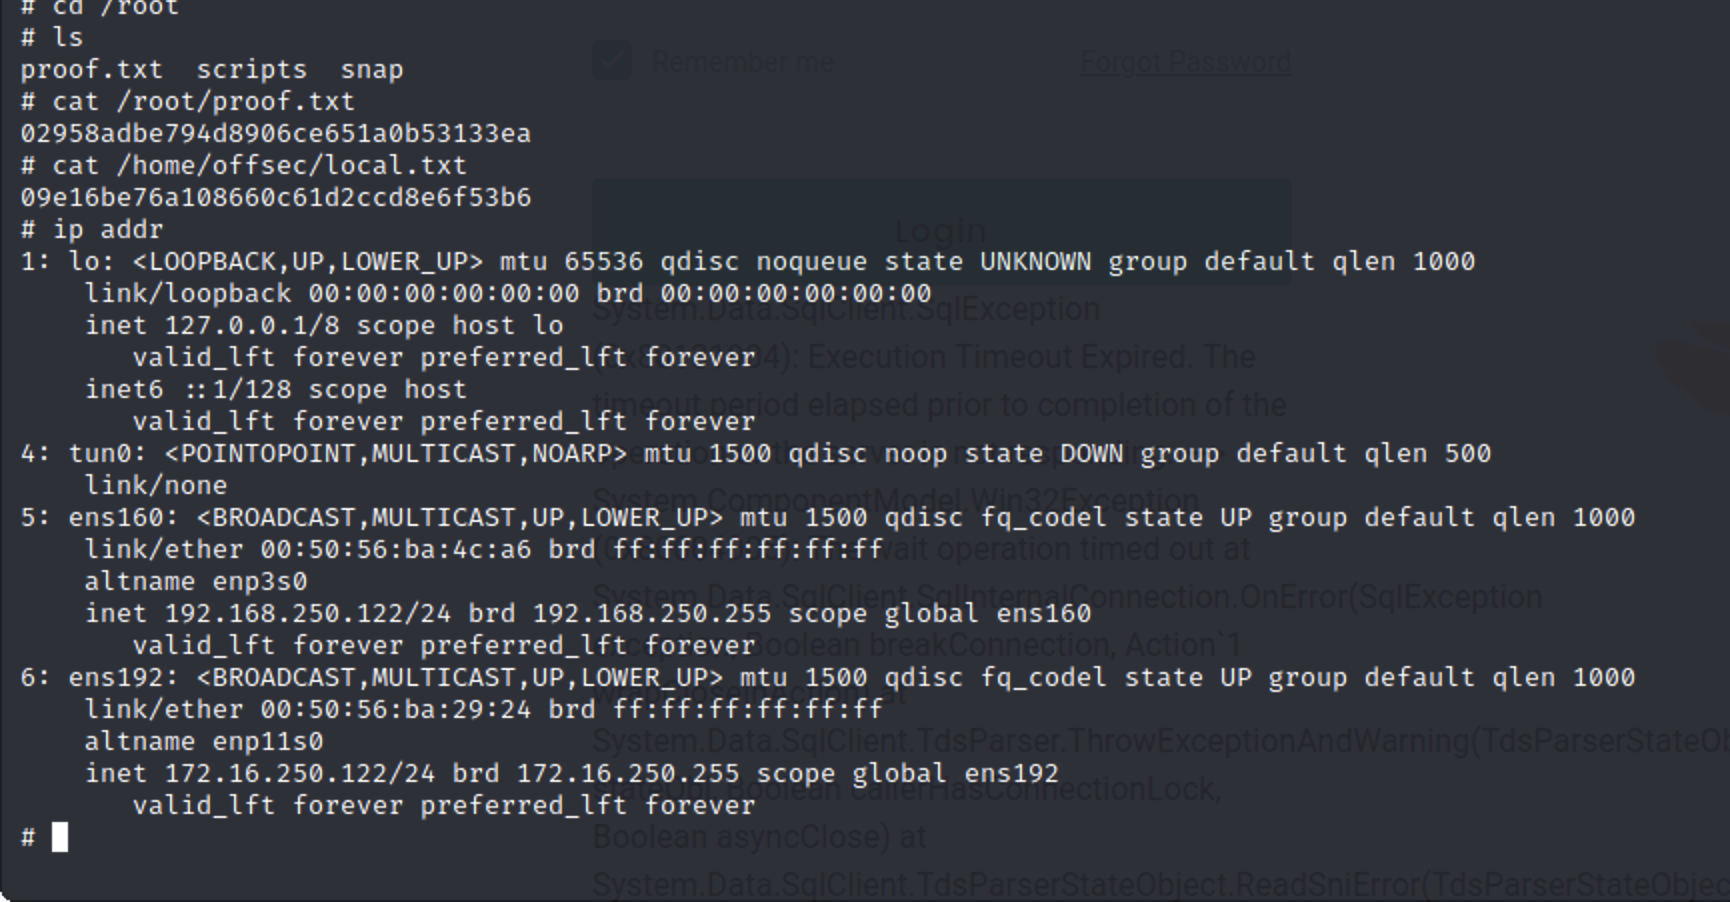 # cd /root
# ls
proof.txt  scripts  snap
# cat /root/proof.txt
02958adbe794d8906ce651a0b53133ea
# cat /home/offsec/local.txt
09e16be76a108660c61d2ccd8e6f53b6
# ip addr
1: lo: <LOOPBACK,UP,LOWER_UP> mtu 65536 qdisc noqueue state UNKNOWN group default qlen 1000
    link/loopback 00:00:00:00:00:00 brd 00:00:00:00:00:00
    inet 127.0.0.1/8 scope host lo
       valid_lft forever preferred_lft forever
    inet6 ::1/128 scope host
       valid_lft forever preferred_lft forever
4: tun0: <POINTOPOINT,MULTICAST,NOARP> mtu 1500 qdisc noop state DOWN group default qlen 500
    link/none
5: ens160: <BROADCAST,MULTICAST,UP,LOWER_UP> mtu 1500 qdisc fq_codel state UP group default qlen 1000
    link/ether 00:50:56:ba:4c:a6 brd ff:ff:ff:ff:ff:ff
    altname enp3s0
    inet 192.168.250.122/24 brd 192.168.250.255 scope global ens160
       valid_lft forever preferred_lft forever
6: ens192: <BROADCAST,MULTICAST,UP,LOWER_UP> mtu 1500 qdisc fq_codel state UP group default qlen 1000
    link/ether 00:50:56:ba:29:24 brd ff:ff:ff:ff:ff:ff
    altname enp11s0
    inet 172.16.250.122/24 brd 172.16.250.255 scope global ens192
       valid_lft forever preferred_lft forever
#
Remember me
Forgot Password
Login
System.Data.SqlClient.SqlException
Execution Timeout Expired. The
timeout period elapsed prior to completion of the
System.ComponentModel.Win32Exception
wait operation timed out at
System.Data.SqlClient.SqlInternalConnection.OnError(SqlException
Boolean breakConnection, Action`1
at
System.Data.SqlClient.TdsParser.ThrowExceptionAndWarning(TdsParserStateOb
stateObj, Boolean callerHasConnectionLock,
Boolean asyncClose) at
System.Data.SqlClient.TdsParserStateObject.ReadSniError(TdsParserStateObjec